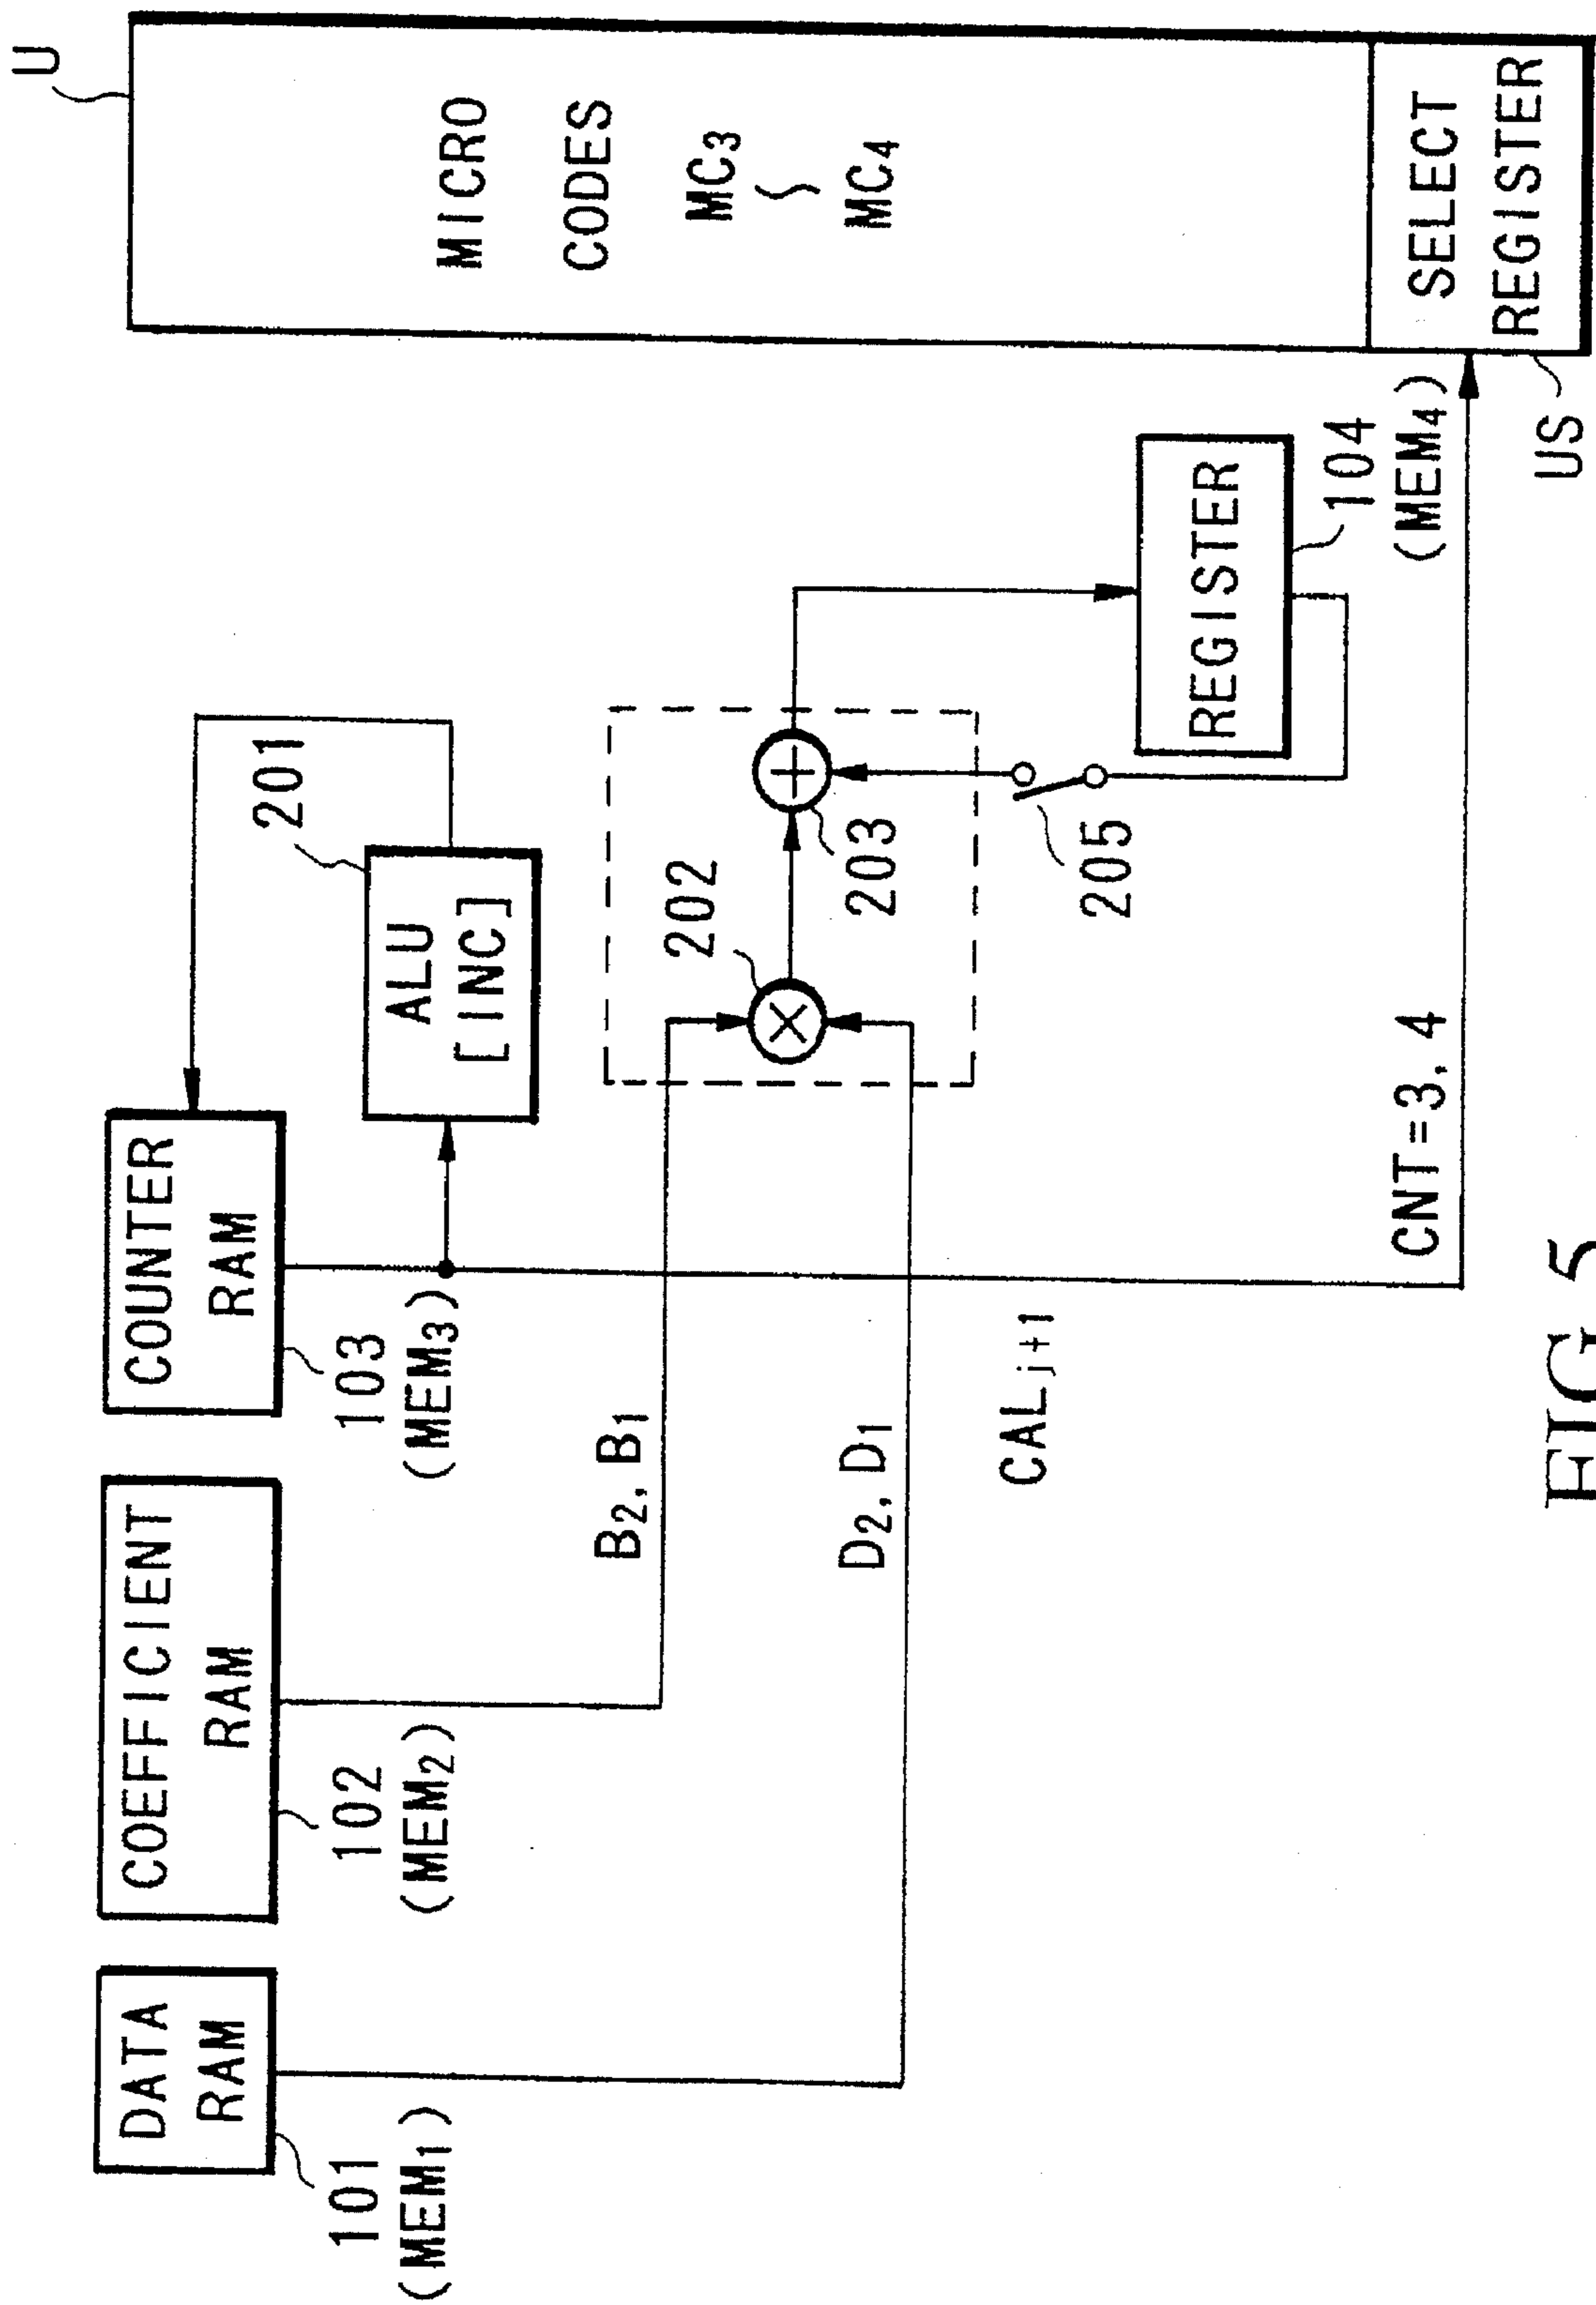 DATA
RAM
101
(MEM1)
COEFFICIENT
RAM
102
(MEM2)
COUNTER
RAM
103
(MEM3)
201
ALU
[INC]
B2, B1
D2, D1
202
203
205
CALj+1
REGISTER
104
(MEM4)
CNT=3, 4
U
MICRO
CODES
MC3
~
MC4
SELECT
REGISTER
US
FIG 5